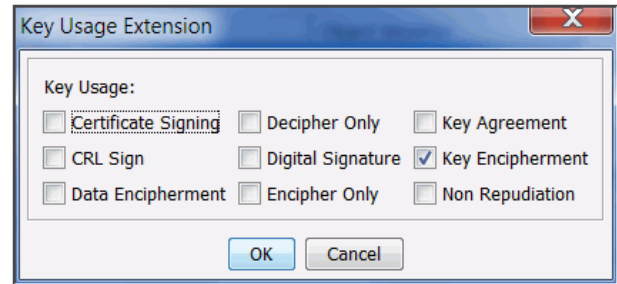 Key Usage Extension
Key Usage:
Certificate Signing Decipher Only Key Agreement
CRL Sign Digital Signature Key Encipherment
Data Encipherment Encipher Only Non Repudiation
OK Cancel